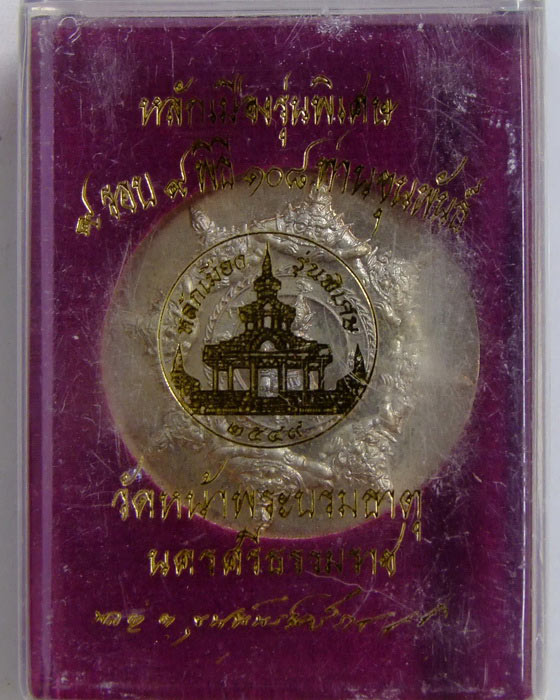 หลักเมืองรุ่นพิเศษ
๙ รอบ ๙ พิธี ๑๐๘ ท่านขุนพันธ์
หลักเมือง รุ่นพิเศษ
๒๕๔๙
วัดหน้าพระบรมธาตุ
นครศรีธรรมราช